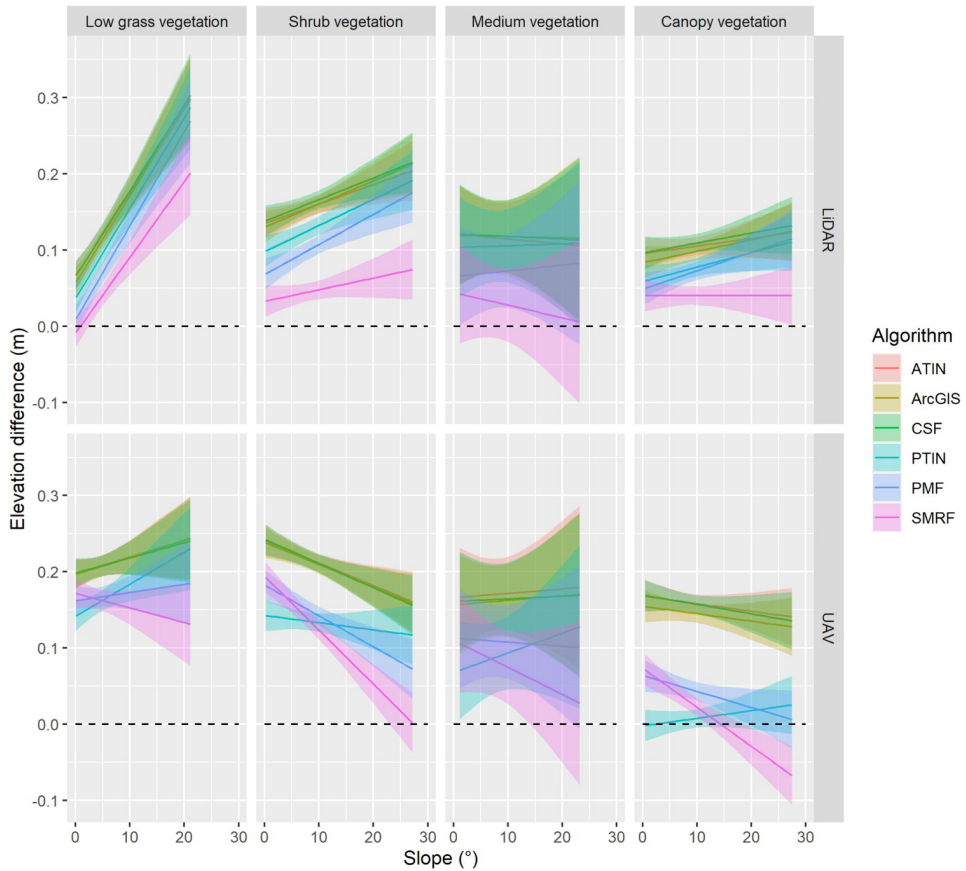 Low grass vegetation
Shrub vegetation
Medium vegetation
Canopy vegetation
Elevation difference (m)
0.3
0.2
0.1
0.0
-0.1
LiDAR
0.3
0.2
0.1
0.0
-0.1
UAV
0 10 20 30
0 10 20 30
0 10 20 30
0 10 20 30
Slope (°)
Algorithm
ATIN
ArcGIS
CSF
PTIN
PMF
SMRF